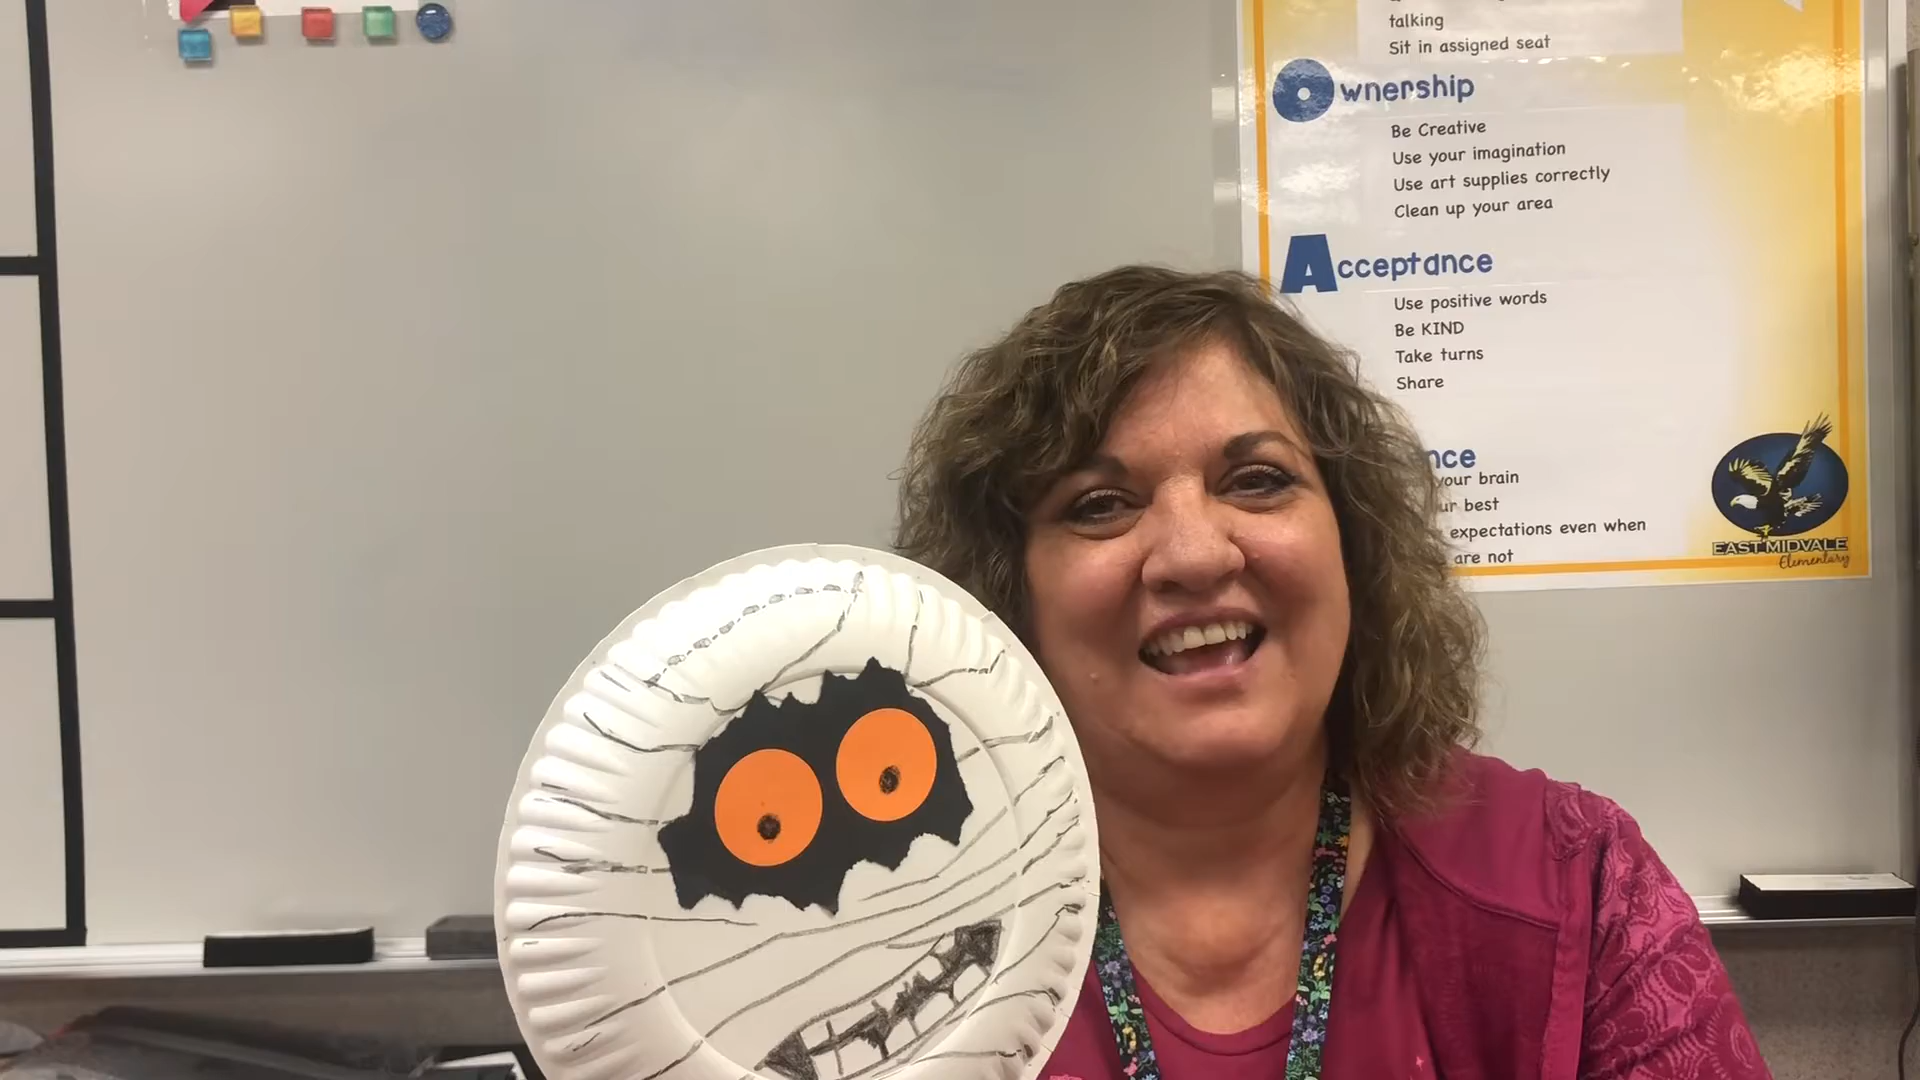 talking
Sit in assigned seat
Ownership
Be Creative
Use your imagination
Use art supplies correctly
Clean up your area
Acceptance
Use positive words
Be KIND
Take turns
Share
nce
your brain
ur best
expectations even when
are not
EAST MIDVALE
Elementary